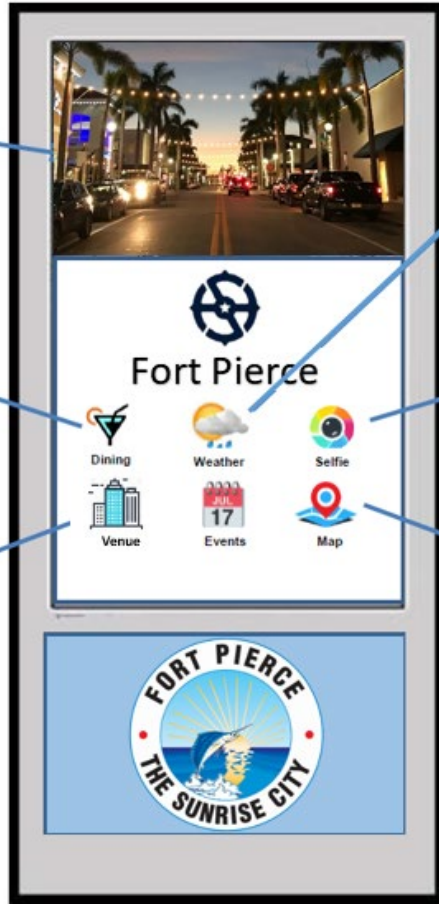 Fort Pierce
Dining Weather Selfie
JUL
17
Venue Events Map
FORT PIERCE
THE SUNRISE CITY